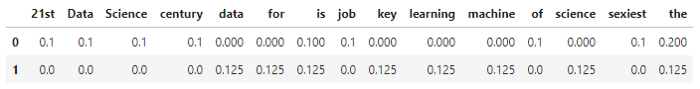 21st Data Science century data for is job key learning machine of science sexiest the
0 0.1 0.1 0.1 0.1 0.000 0.000 0.100 0.1 0.000 0.000 0.000 0.1 0.000 0.1 0.200
1 0.0 0.0 0.0 0.0 0.125 0.125 0.125 0.0 0.125 0.125 0.125 0.0 0.125 0.0 0.125